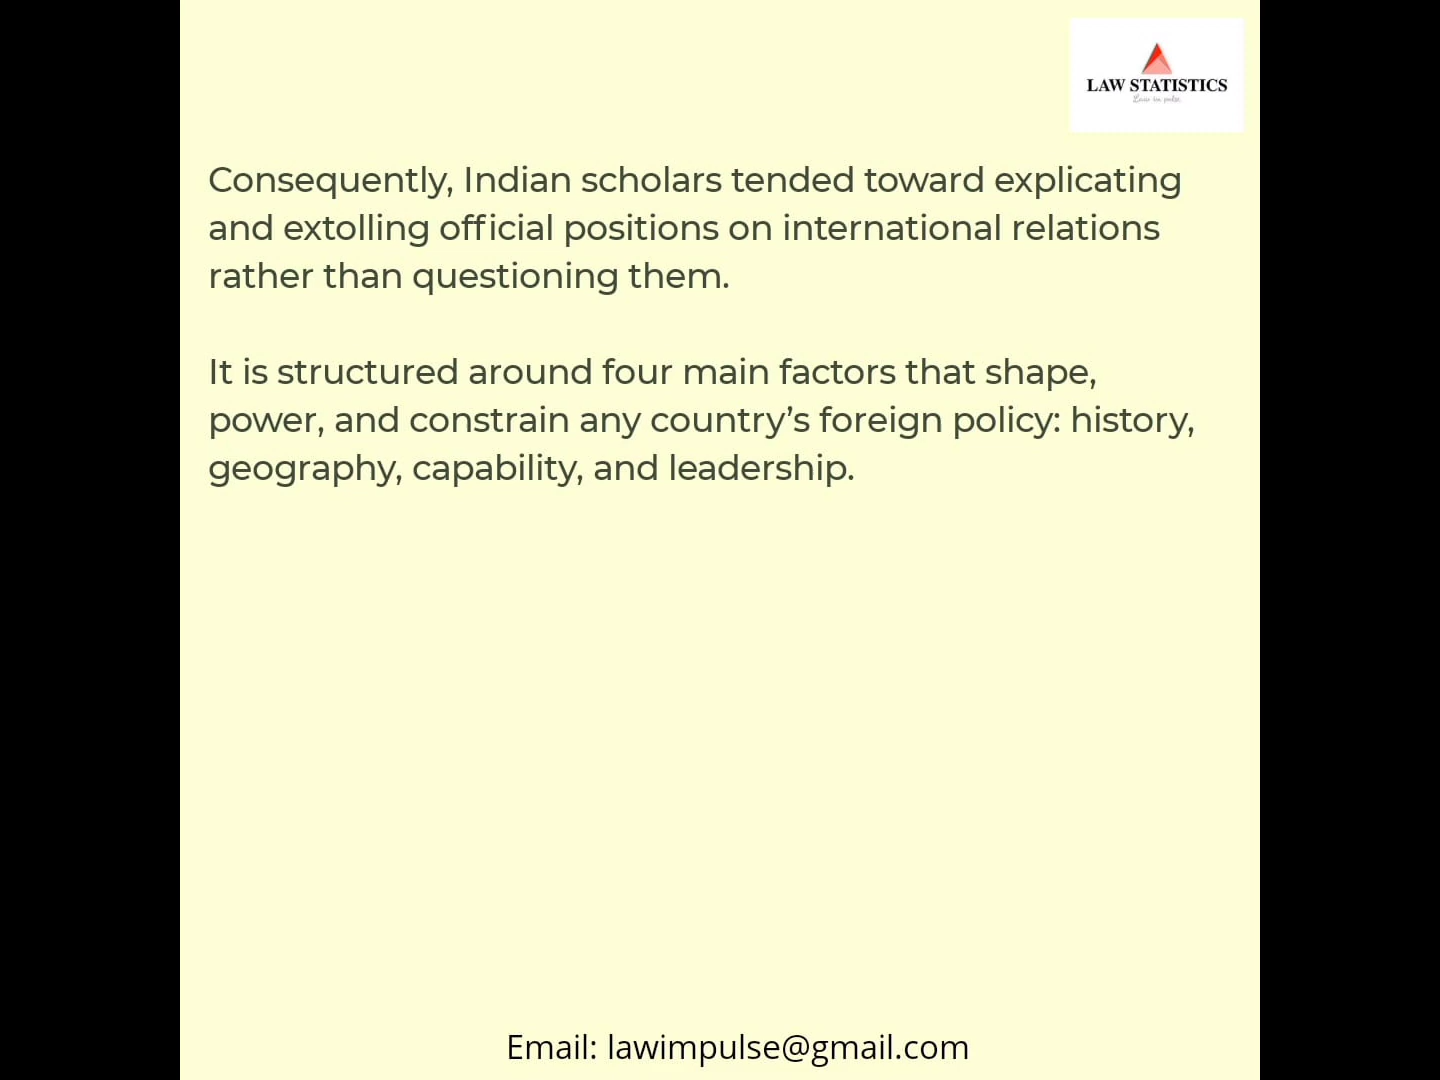 LAW STATISTICS
Consequently, Indian scholars tended toward explicating
and extolling official positions on international relations
rather than questioning them.
It is structured around four main factors that shape,
power, and constrain any country’s foreign policy: history,
geography, capability, and leadership.
Email: lawimpulse@gmail.com